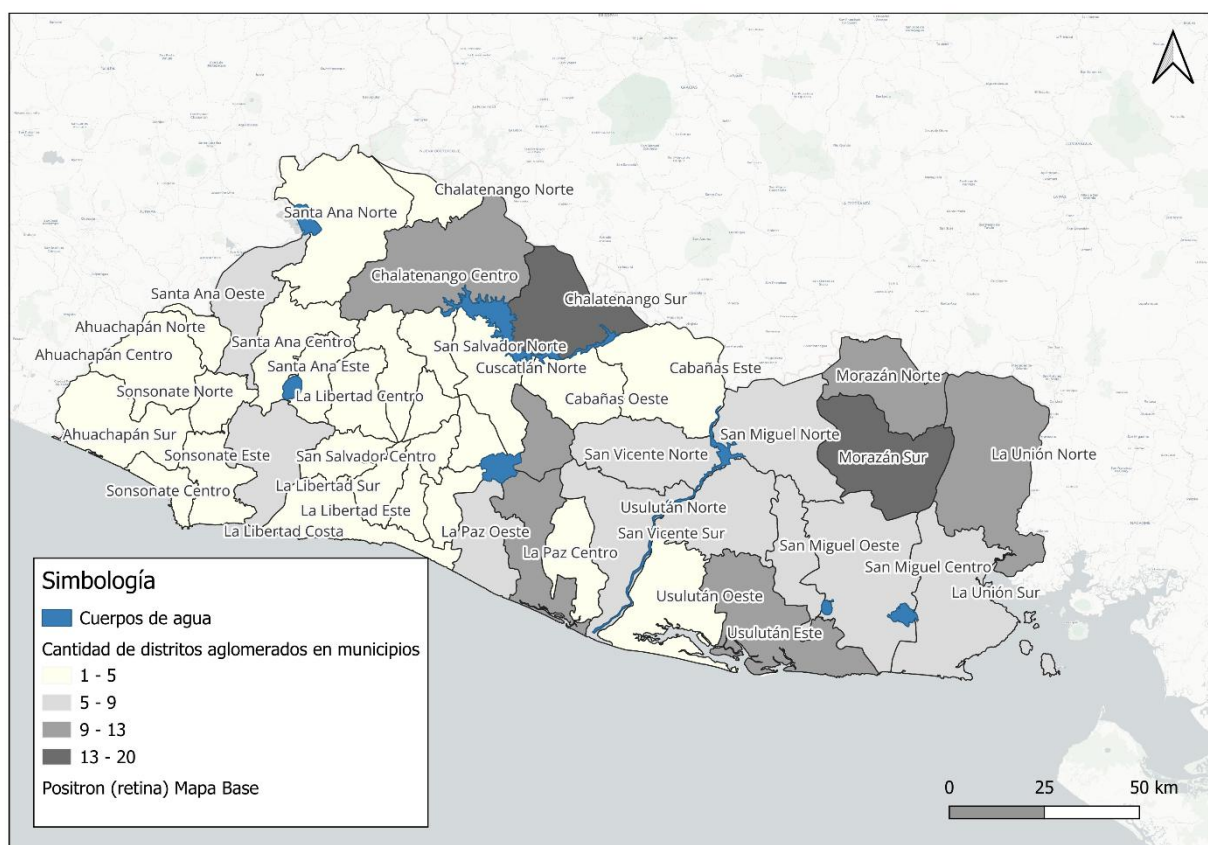 Chalatenango Norte
Santa Ana Norte
Chalatenango Centro
Santa Ana Oeste
Chalatenango Sur
Ahuachapán Norte
Santa Ana Centro
San Salvador Norte
Ahuachapán Centro
Santa Ana Este
Cuscatlán Norte
Cabañas Este
Morazán Norte
Sonsonate Norte
La Libertad Centro
Cabañas Oeste
Ahuachapán Sur
San Miguel Norte
Sonsonate Este
San Salvador Centro
San Vicente Norte
Morazán Sur
La Unión Norte
Sonsonate Centro
La Libertad Sur
La Libertad Este
Usulután Norte
La Libertad Costa
La Paz Oeste
San Vicente Sur
San Miguel Oeste
La Paz Centro
San Miguel Centro
La Unión Sur
Usulután Oeste
Usulután Este
Simbología
Cuerpos de agua
Cantidad de distritos aglomerados en municipios
1 - 5
5 - 9
9 - 13
13 - 20
Positron (retina) Mapa Base
0 25 50 km